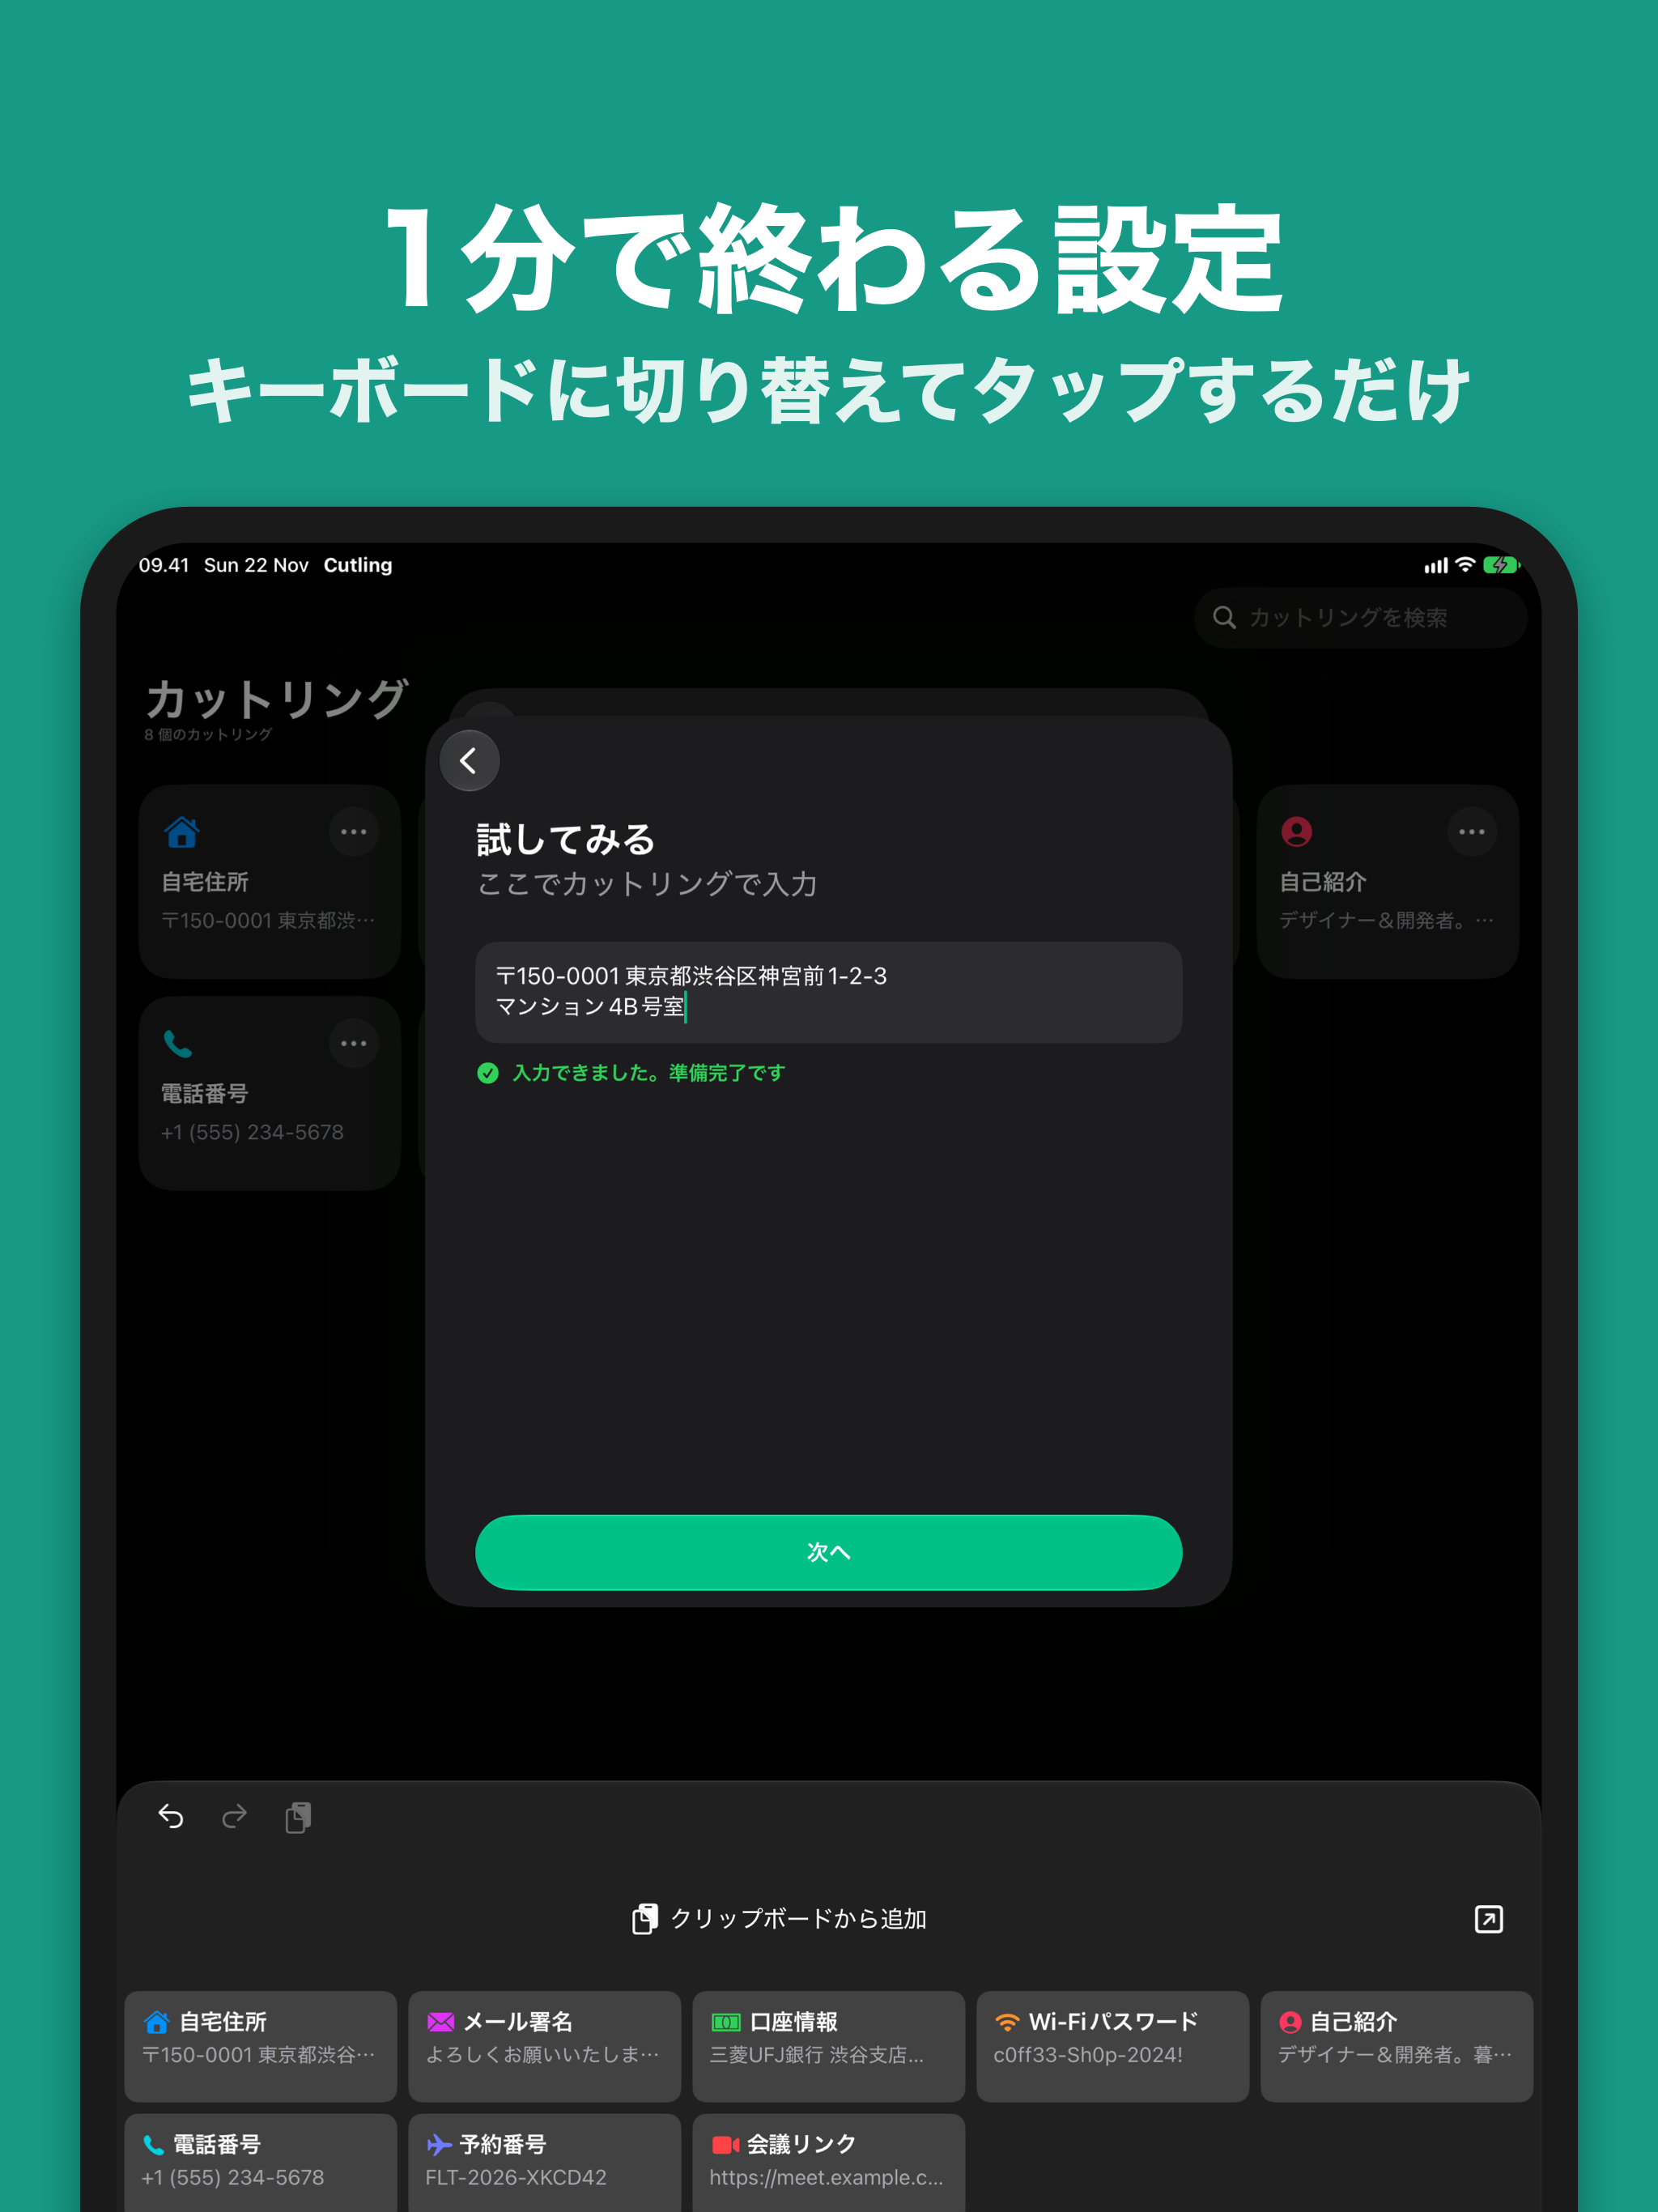 1分で終わる設定
キーボードに切り替えてタップするだけ
09.41 Sun 22 Nov Cutling
カットリングを検索
カットリング
8 個のカットリング
自宅住所
〒150-0001 東京都渋…
自己紹介
デザイナー＆開発者。…
電話番号
+1 (555) 234-5678
試してみる
ここでカットリングで入力
〒150-0001 東京都渋谷区神宮前 1-2-3
マンション 4B 号室
入力できました。準備完了です
次へ
クリップボードから追加
自宅住所
〒150-0001 東京都渋谷…
メール署名
よろしくお願いいたしま…
口座情報
三菱UFJ銀行 渋谷支店...
Wi-Fi パスワード
c0ff33-Sh0p-2024!
自己紹介
デザイナー＆開発者。暮…
電話番号
+1 (555) 234-5678
予約番号
FLT-2026-XKCD42
会議リンク
https://meet.example.c...